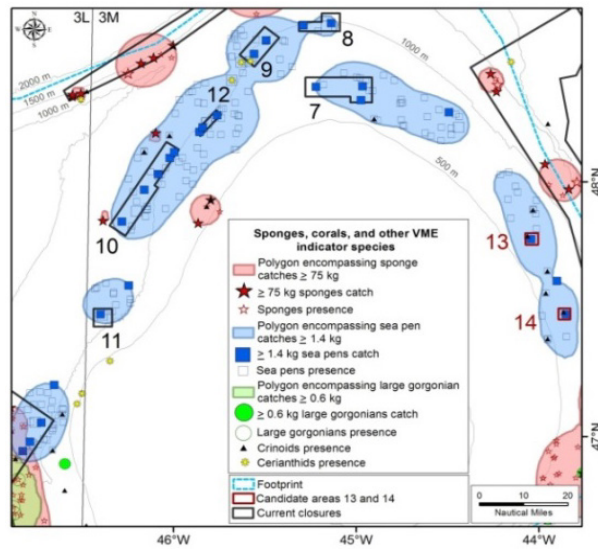 3L 3M
2000 m
1500 m
1000 m
8
9
1000 m
12
7
500 m
48°N
10
13
14
11
47°N
Sponges, corals, and other VME
indicator species
Polygon encompassing sponge
catches ≥ 75 kg
≥ 75 kg sponges catch
Sponges presence
Polygon encompassing sea pen
catches ≥ 1.4 kg
≥ 1.4 kg sea pens catch
Sea pens presence
Polygon encompassing large gorgonian
catches ≥ 0.6 kg
≥ 0.6 kg large gorgonians catch
Large gorgonians presence
Crinoids presence
Cerianthids presence
Footprint
Candidate areas 13 and 14
Current closures
0 10 20
Nautical Miles
46°W 45°W 44°W